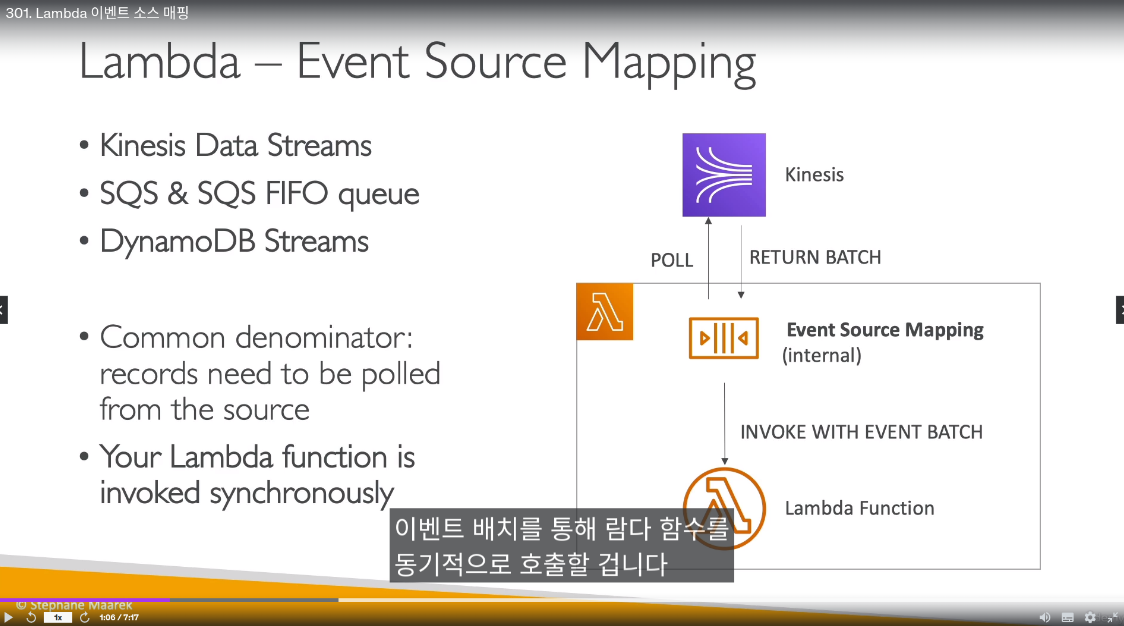 301. Lambda 이벤트 소스 매핑
Lambda – Event Source Mapping
• Kinesis Data Streams
• SQS & SQS FIFO queue
• DynamoDB Streams
• Common denominator:
records need to be polled
from the source
• Your Lambda function is
invoked synchronously
Kinesis
POLL
RETURN BATCH
Event Source Mapping
(internal)
INVOKE WITH EVENT BATCH
Lambda Function
이벤트 배치를 통해 람다 함수를
동기적으로 호출할 겁니다
© Stephane Maarek
1x
1:06 / 7:17